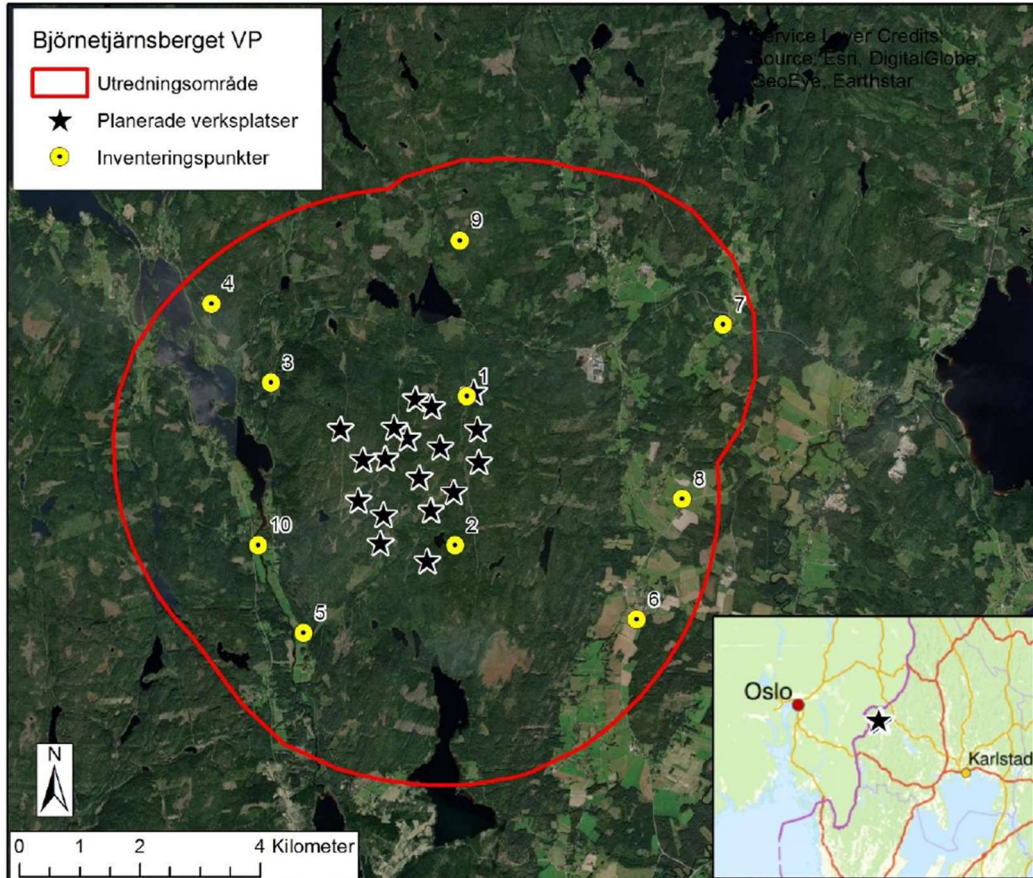 Björnetjärnsberget VP
Utredningsområde
Planerade verksplatser
Inventeringspunkter
Service Layer Credits:
Source: Esri, DigitalGlobe,
GeoEye, Earthstar
9
4
7
3
1
8
10
2
5
6
N
0 1 2 4 Kilometer
Oslo
Karlstad